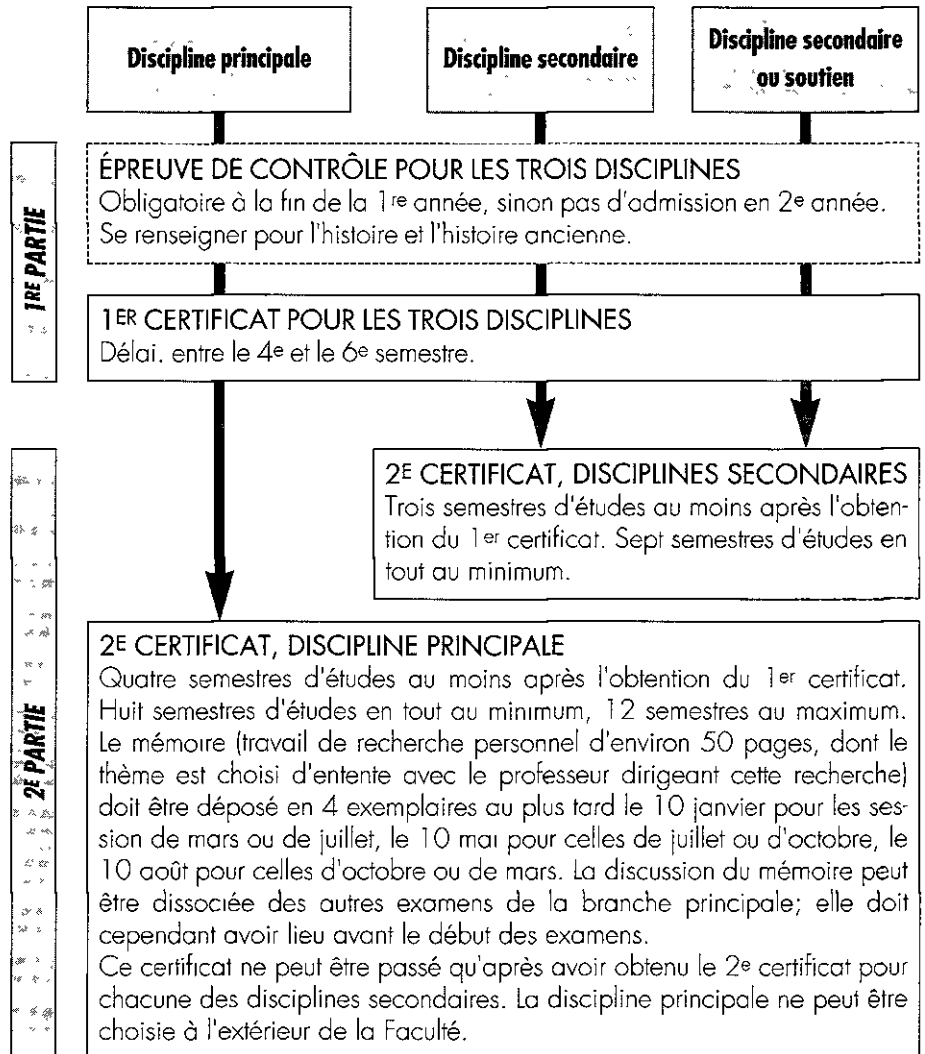 Discipline principale
Discipline secondaire
Discipline secondaire
ou soutien
1RE PARTIE
ÉPREUVE DE CONTRÔLE POUR LES TROIS DISCIPLINES
Obligatoire à la fin de la 1re année, sinon pas d'admission en 2e année.
Se renseigner pour l'histoire et l'histoire ancienne.
1ER CERTIFICAT POUR LES TROIS DISCIPLINES
Délai. entre le 4e et le 6e semestre.
2E PARTIE
2E CERTIFICAT, DISCIPLINES SECONDAIRES
Trois semestres d'études au moins après l'obten-
tion du 1er certificat. Sept semestres d'études en
tout au minimum.
2E CERTIFICAT, DISCIPLINE PRINCIPALE
Quatre semestres d'études au moins après l'obtention du 1er certificat.
Huit semestres d'études en tout au minimum, 12 semestres au maximum.
Le mémoire (travail de recherche personnel d'environ 50 pages, dont le
thème est choisi d'entente avec le professeur dirigeant cette recherche)
doit être déposé en 4 exemplaires au plus tard le 10 janvier pour les ses-
sion de mars ou de juillet, le 10 mai pour celles de juillet ou d'octobre, le
10 août pour celles d'octobre ou de mars. La discussion du mémoire peut
être dissociée des autres examens de la branche principale; elle doit
cependant avoir lieu avant le début des examens.
Ce certificat ne peut être passé qu'après avoir obtenu le 2e certificat pour
chacune des disciplines secondaires. La discipline principale ne peut être
choisie à l'extérieur de la Faculté.